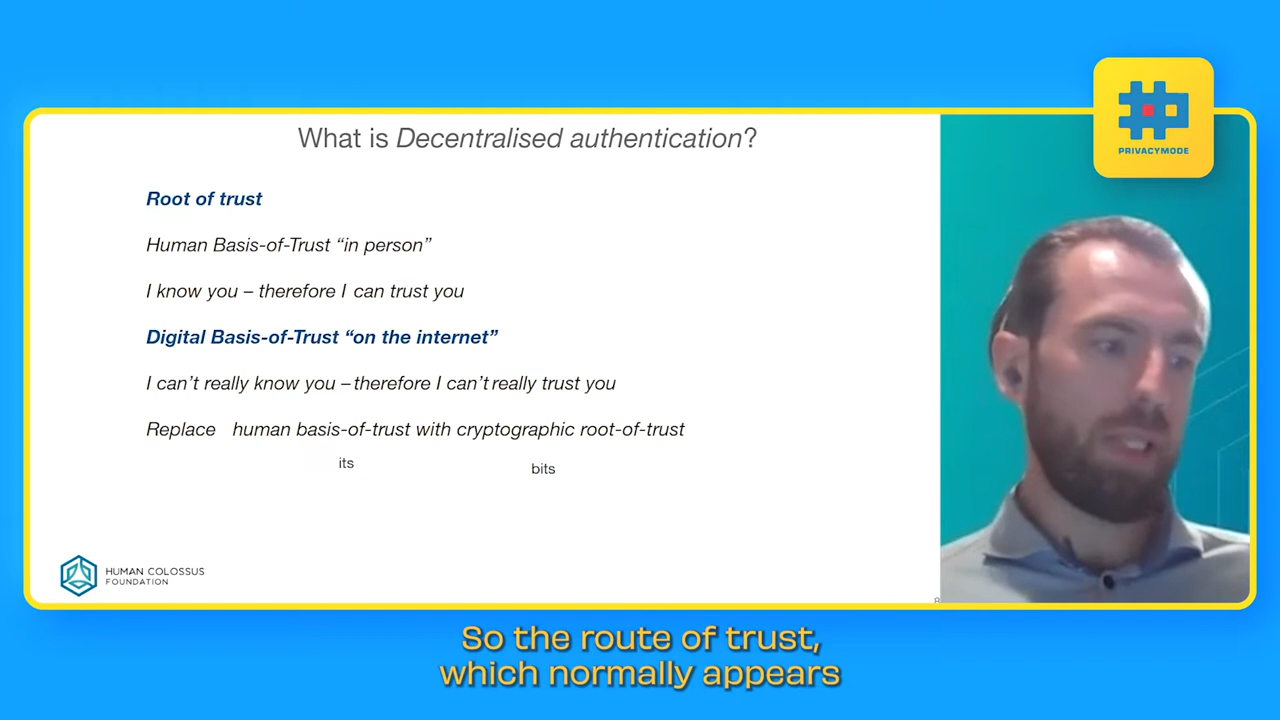 What is Decentralised authentication?
PRIVACYMODE
Root of trust
Human Basis-of-Trust “in person”
I know you – therefore I can trust you
Digital Basis-of-Trust “on the internet”
I can’t really know you – therefore I can’t really trust you
Replace human basis-of-trust with cryptographic root-of-trust
its
bits
HUMAN COLOSSUS
FOUNDATION
8
So the route of trust,
which normally appears